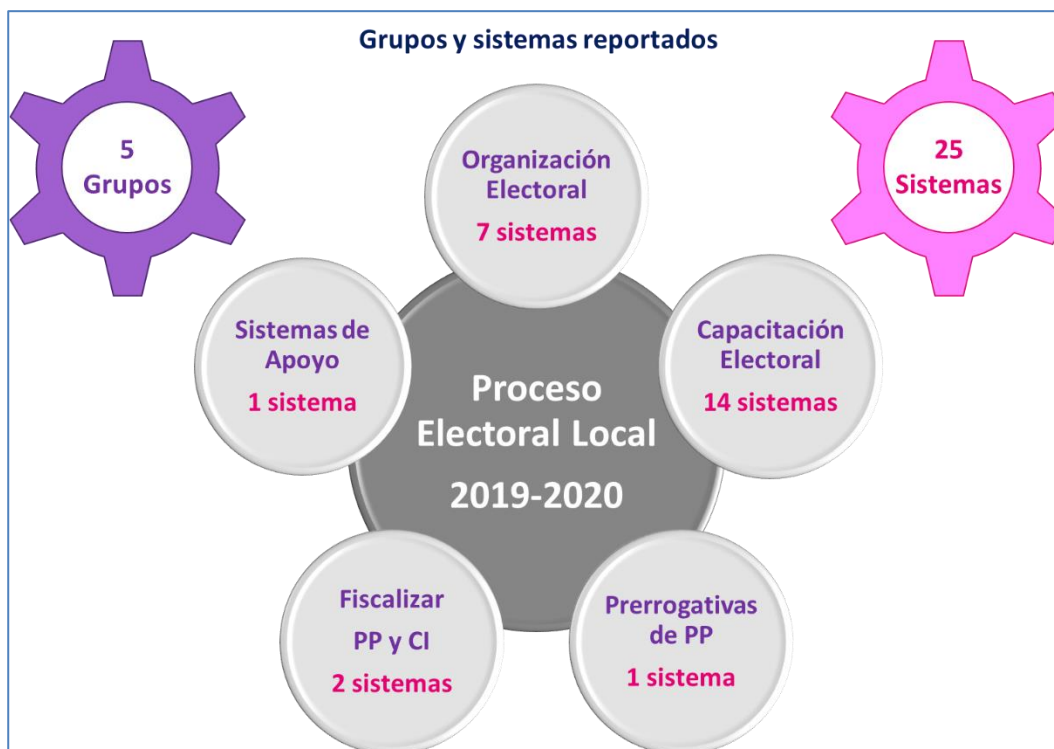 Grupos y sistemas reportados
5
Grupos
25
Sistemas
Organización
Electoral
7 sistemas
Sistemas de
Apoyo
1 sistema
Capacitación
Electoral
14 sistemas
Proceso
Electoral Local
2019-2020
Fiscalizar
PP y CI
2 sistemas
Prerrogativas
de PP
1 sistema